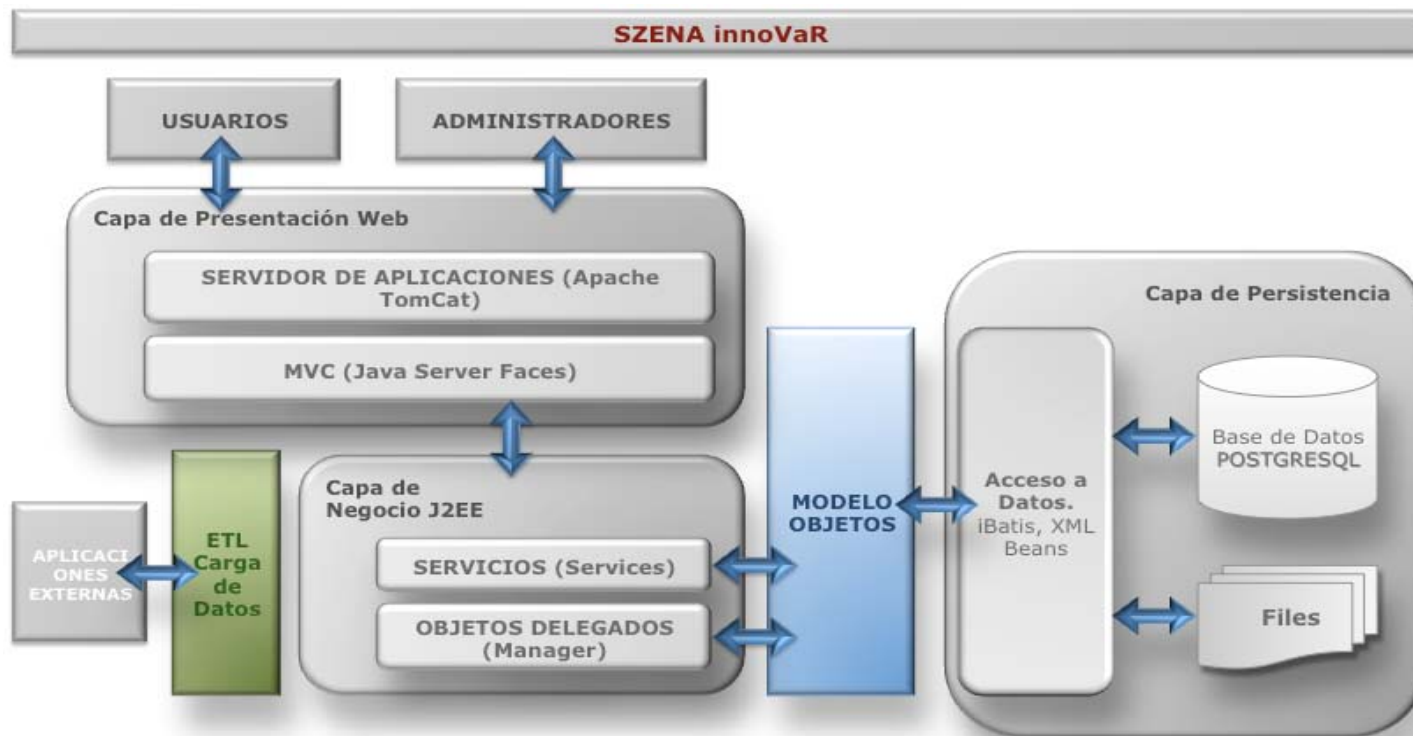 SZENA innoVaR
USUARIOS
ADMINISTRADORES
Capa de Presentación Web
SERVIDOR DE APLICACIONES (Apache
TomCat)
MVC (Java Server Faces)
Capa de Persistencia
Capa de
Negocio J2EE
SERVICIOS (Services)
OBJETOS DELEGADOS
(Manager)
APLICACI
ONES
EXTERNAS
ETL
Carga
de
Datos
MODELO
OBJETOS
Acceso a
Datos.
iBatis, XML
Beans
Base de Datos
POSTGRESQL
Files